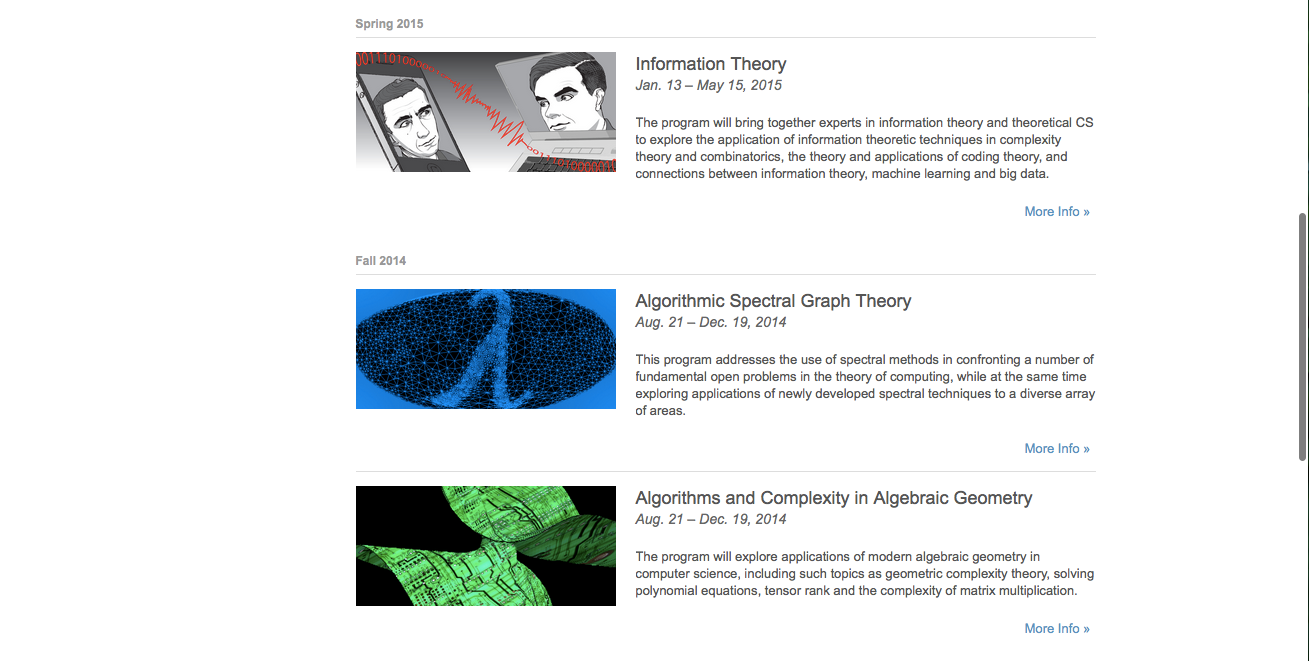 Spring 2015
001110100000
Information Theory
Jan. 13 – May 15, 2015
The program will bring together experts in information theory and theoretical CS
to explore the application of information theoretic techniques in complexity
theory and combinatorics, the theory and applications of coding theory, and
connections between information theory, machine learning and big data.
More Info »
Fall 2014
Algorithmic Spectral Graph Theory
Aug. 21 – Dec. 19, 2014
This program addresses the use of spectral methods in confronting a number of
fundamental open problems in the theory of computing, while at the same time
exploring applications of newly developed spectral techniques to a diverse array
of areas.
More Info »
Algorithms and Complexity in Algebraic Geometry
Aug. 21 – Dec. 19, 2014
The program will explore applications of modern algebraic geometry in
computer science, including such topics as geometric complexity theory, solving
polynomial equations, tensor rank and the complexity of matrix multiplication.
More Info »